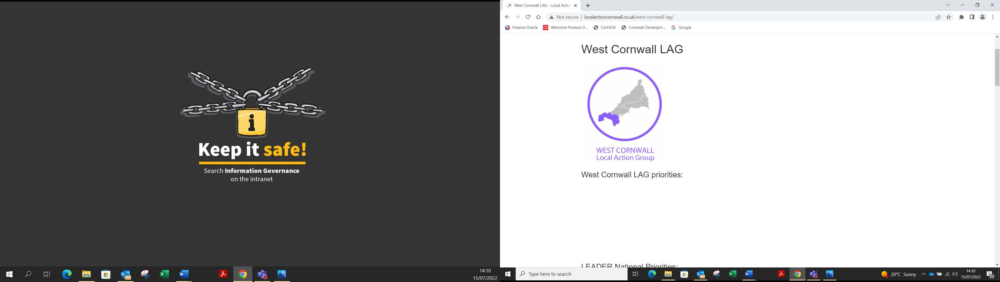 Keep it safe!
Search Information Governance
on the intranet
14:10
15/07/2022
West Cornwall LAG – Local Actio
Not secure | localactioncornwall.co.uk/west-cornwall-lag/
Finance Oracle
Welcome Finance O...
CorHCM
Cornwall Developm...
Google
West Cornwall LAG
WEST CORNWALL
Local Action Group
West Cornwall LAG priorities:
LEADER National Priorities:
Type here to search
20°C Sunny
14:10
15/07/2022
20